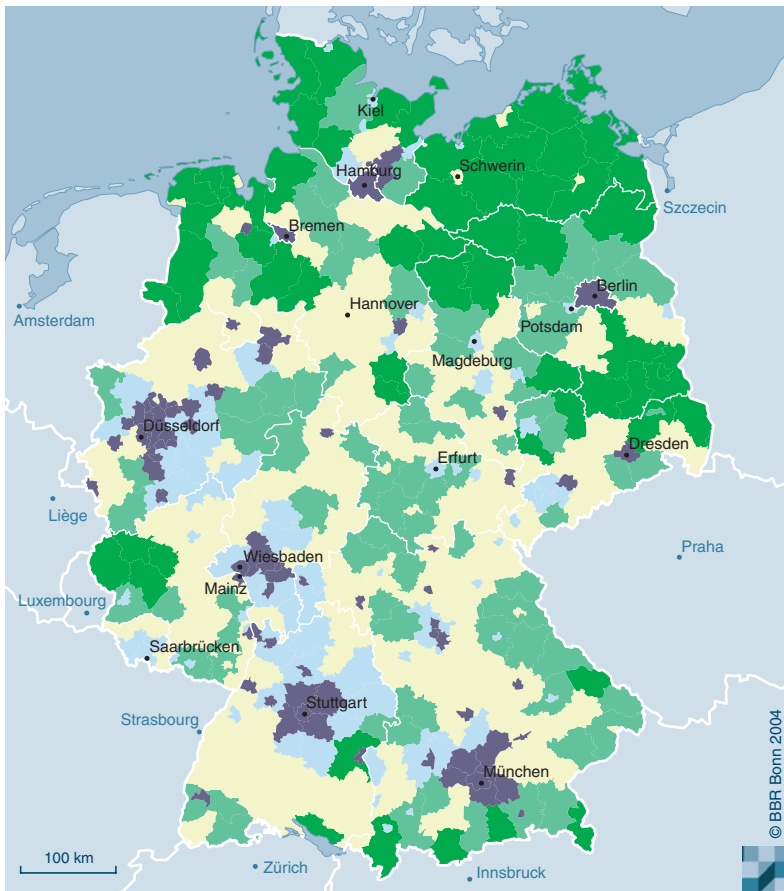 Kiel
Schwerin
Hamburg
Szczecin
Bremen
Berlin
Hannover
Amsterdam
Potsdam
Magdeburg
Düsseldorf
Dresden
Erfurt
Liège
Praha
Wiesbaden
Mainz
Luxembourg
Saarbrücken
Stuttgart
Strasbourg
München
© BBR Bonn 2004
100 km
Zürich
Innsbruck